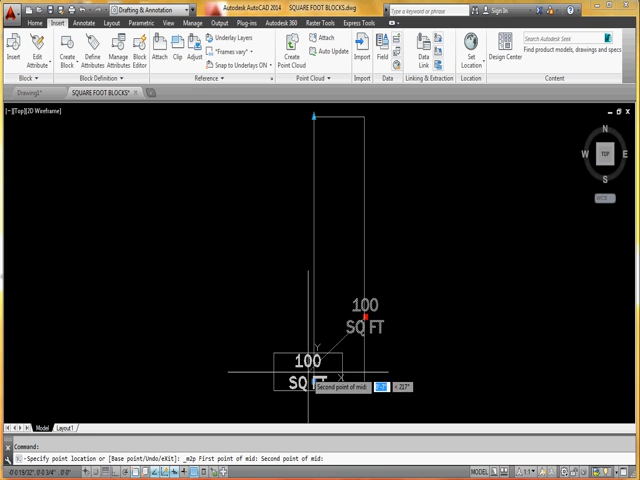 Drafting & Annotation
Autodesk AutoCAD 2014 SQUARE FOOT BLOCKS.dwg
Type a keyword or phrase
Sign In
Home Insert Annotate Layout Parametric View Manage Output Plug-ins Autodesk 360 Featured Apps Raster Tools Express Tools
Insert
Edit Attribute
Create Block
Define Attributes
Manage Attributes
Block Editor
Attach
Clip
Adjust
Underlay Layers
*Frames vary*
Snap to Underlays ON
Create Point Cloud
Attach
Auto Update
Import
Field
Data Link
Set Location
Design Center
Search Autodesk Seek
Find product models, drawings and specs
Block Block Definition Reference Point Cloud Import Data Linking & Extraction Location Content
Drawing1* SQUARE FOOT BLOCKS*
[−][Top][2D Wireframe]
N
W TOP E
S
WCS
100
SQ FT
Y
100
SQ FT
X
Second point of mid: < 217°
Model Layout1
Command:
Specify point location or [Base point/Undo/eXit]: _m2p First point of mid: Second point of mid:
MODEL 1:1